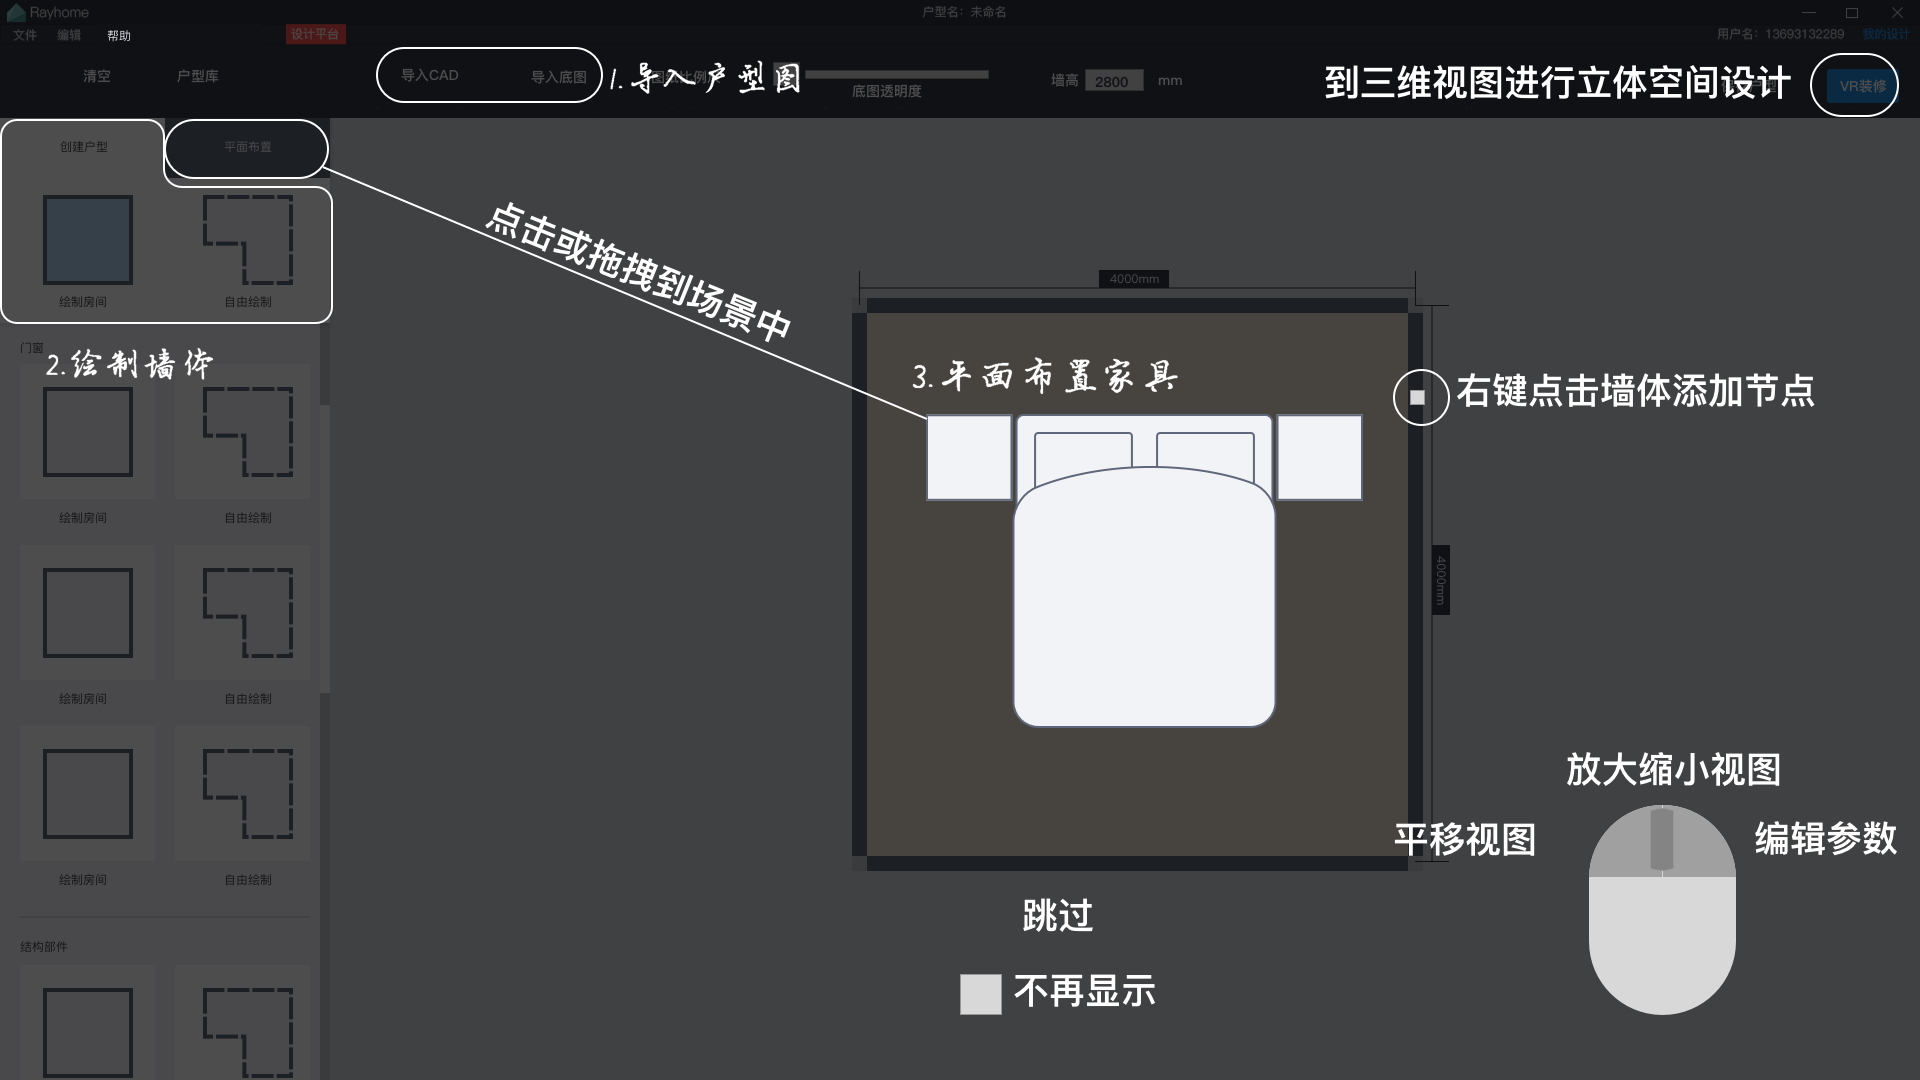 Rayhome
户型名：未命名
文件 编辑 帮助
设计平台
用户名：13693132289 我的设计
清空 户型库
导入CAD 导入底图
1.导入户型图
底图透明度
墙高 2800 mm
到三维视图进行立体空间设计
VR装修
创建户型 平面布置
绘制房间 自由绘制
点击或拖拽到场景中
4000mm
门窗
2.绘制墙体
3.平面布置家具
右键点击墙体添加节点
绘制房间 自由绘制
4000mm
绘制房间 自由绘制
放大缩小视图
平移视图
编辑参数
绘制房间 自由绘制
跳过
结构部件
不再显示